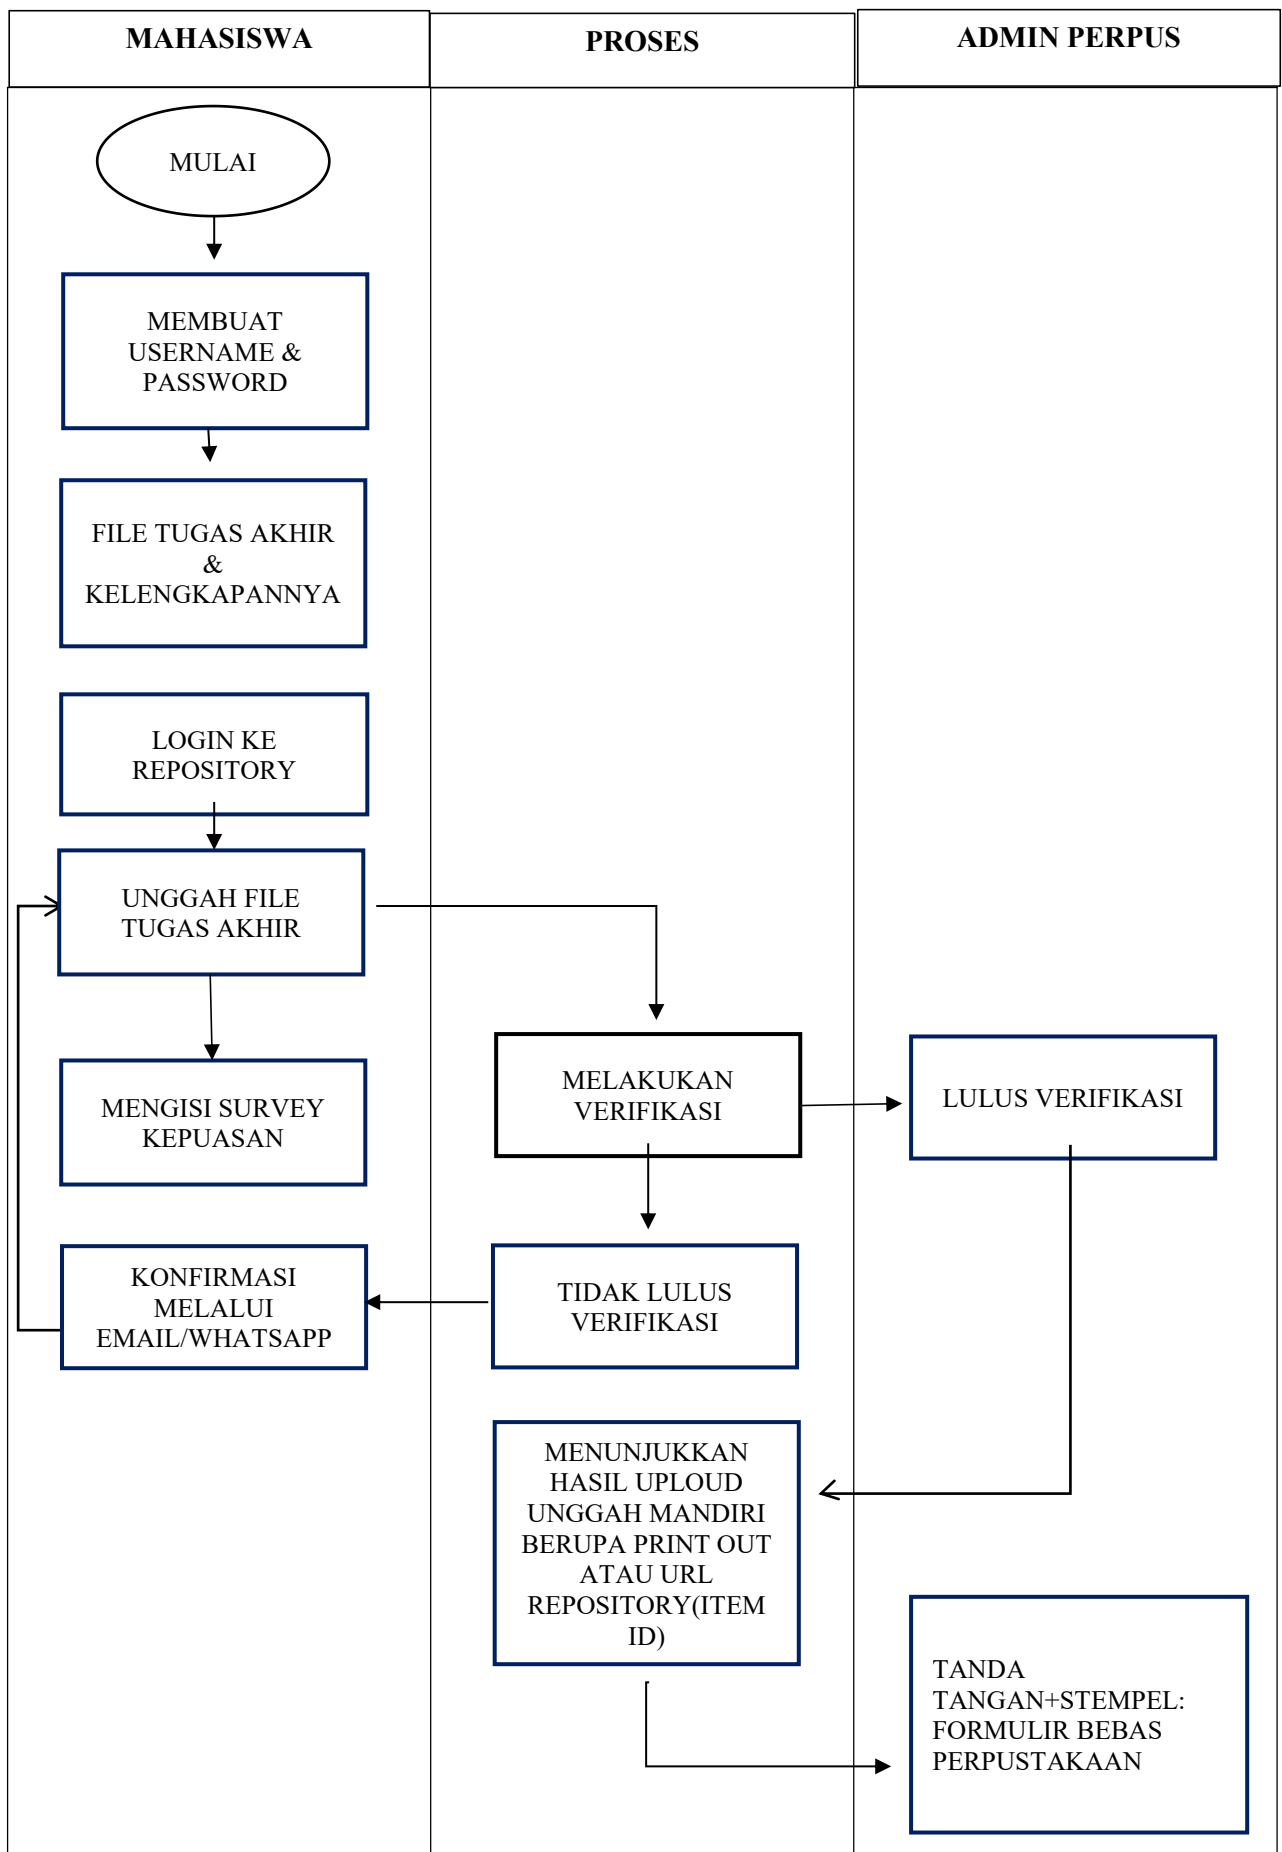 MAHASISWA
PROSES
ADMIN PERPUS
MULAI
MEMBUAT
USERNAME &
PASSWORD
FILE TUGAS AKHIR
&
KELENGKAPANNYA
LOGIN KE
REPOSITORY
UNGGAH FILE
TUGAS AKHIR
MELAKUKAN
VERIFIKASI
LULUS VERIFIKASI
MENGISI SURVEY
KEPUASAN
KONFIRMASI
MELALUI
EMAIL/WHATSAPP
TIDAK LULUS
VERIFIKASI
MENUNJUKKAN
HASIL UPLOUD
UNGGAH MANDIRI
BERUPA PRINT OUT
ATAU URL
REPOSITORY(ITEM
ID)
TANDA
TANGAN+STEMPEL:
FORMULIR BEBAS
PERPUSTAKAAN